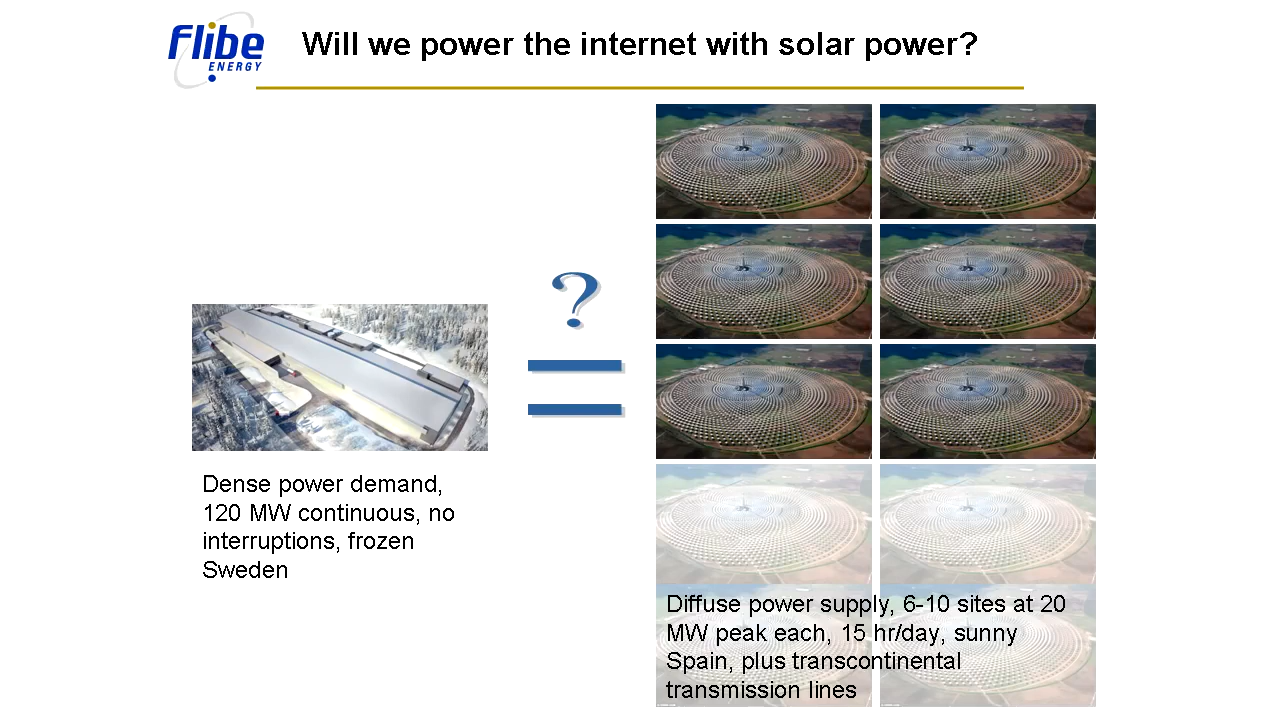 Flibe
ENERGY
Will we power the internet with solar power?
?
=
Dense power demand,
120 MW continuous, no
interruptions, frozen
Sweden
Diffuse power supply, 6-10 sites at 20
MW peak each, 15 hr/day, sunny
Spain, plus transcontinental
transmission lines